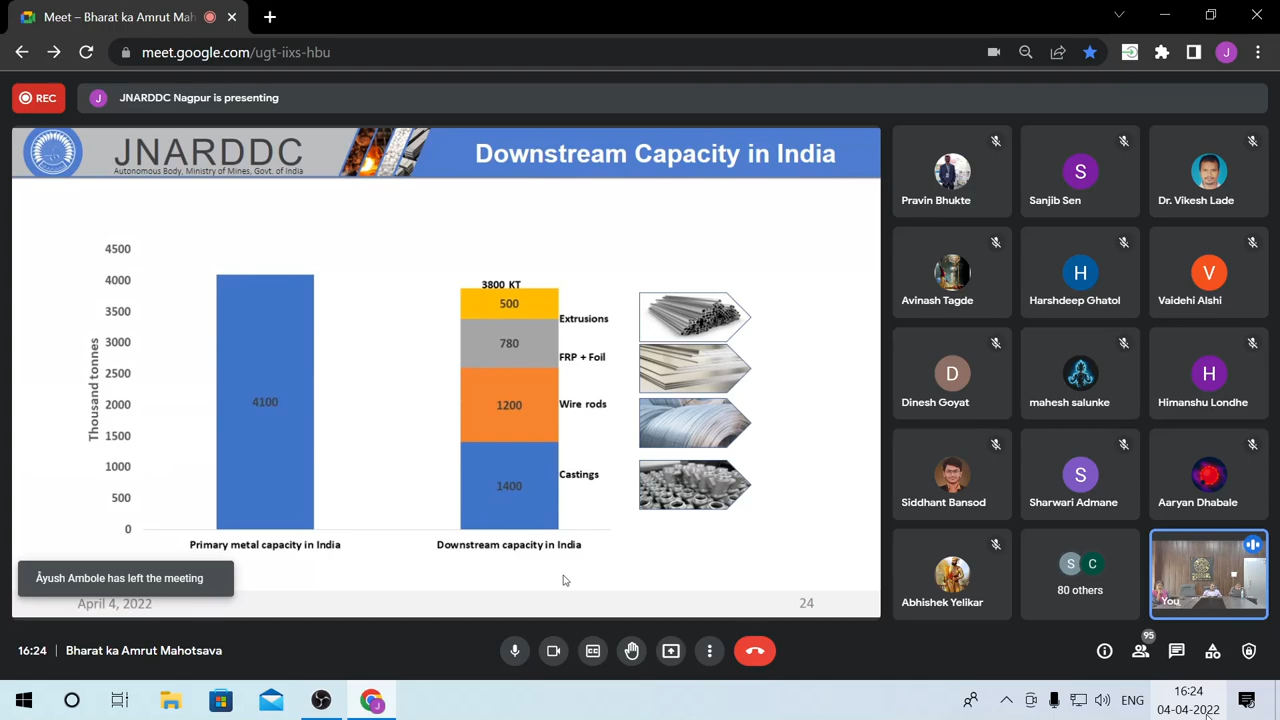 Meet – Bharat ka Amrut Mah
meet.google.com/ugt-iixs-hbu
J
REC
J
JNARDDC Nagpur is presenting
JNARDDC
Autonomous Body, Ministry of Mines, Govt. of India
Downstream Capacity in India
4500
4000
3500
3000
2500
2000
1500
1000
500
0
Thousand tonnes
4100
3800 KT
500
780
1200
1400
Extrusions
FRP + Foil
Wire rods
Castings
Primary metal capacity in India
Downstream capacity in India
Åyush Ambole has left the meeting
April 4, 2022
24
Pravin Bhukte
S
Sanjib Sen
Dr. Vikesh Lade
Avinash Tagde
H
Harshdeep Ghatol
V
Vaidehi Alshi
D
Dinesh Goyat
mahesh salunke
H
Himanshu Londhe
Siddhant Bansod
S
Sharwari Admane
Aaryan Dhabale
Abhishek Yelikar
S C
80 others
You
16:24 | Bharat ka Amrut Mahotsava
CC
95
J
ENG
16:24
04-04-2022